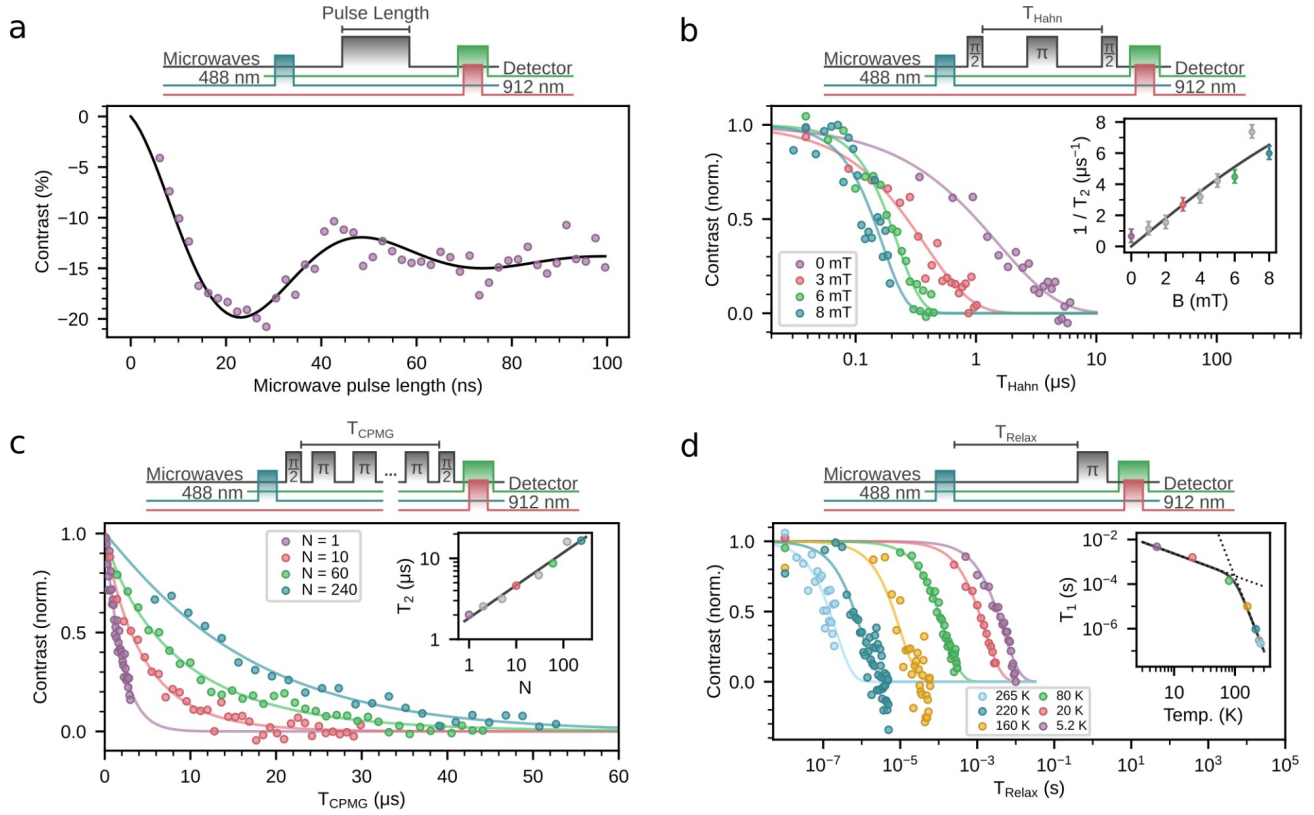 a
Pulse Length
Microwaves
488 nm
Detector
912 nm
Contrast (%)
0
−5
−10
−15
−20
0 20 40 60 80 100
Microwave pulse length (ns)
b
T_Hahn
π/2 π π/2
Microwaves
488 nm
Detector
912 nm
Contrast (norm.)
1.0
0.5
0.0
0 mT
3 mT
6 mT
8 mT
0.1 1 10 100
T_Hahn (μs)
1 / T₂ (μs⁻¹)
8
6
4
2
0
0 2 4 6 8
B (mT)
c
T_CPMG
π/2 π π ... π π/2
Microwaves
488 nm
Detector
912 nm
Contrast (norm.)
1.0
0.5
0.0
N = 1
N = 10
N = 60
N = 240
0 10 20 30 40 50 60
T_CPMG (μs)
T₂ (μs)
10
1
1 10 100
N
d
T_Relax
π
Microwaves
488 nm
Detector
912 nm
Contrast (norm.)
1.0
0.5
0.0
265 K 80 K
220 K 20 K
160 K 5.2 K
10⁻⁷ 10⁻⁵ 10⁻³ 10⁻¹ 10¹ 10³ 10⁵
T_Relax (s)
T₁ (s)
10⁻²
10⁻⁴
10⁻⁶
10 100
Temp. (K)